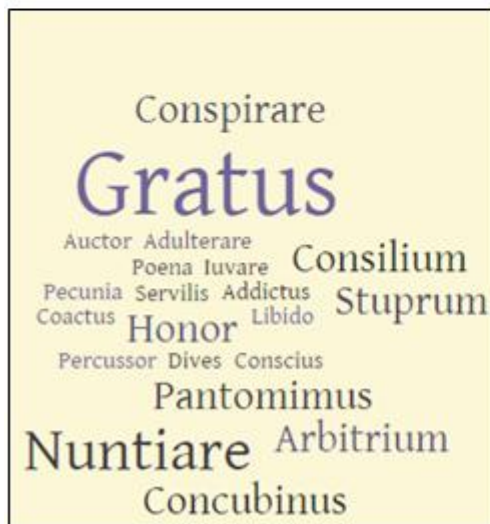 Conspirare
Gratus
Auctor Adulterare
Poena Iuvare Consilium
Pecunia Servilis Addictus Stuprum
Coactus Honor Libido
Percussor Dives Conscius
Pantomimus
Nuntiare Arbitrium
Concubinus